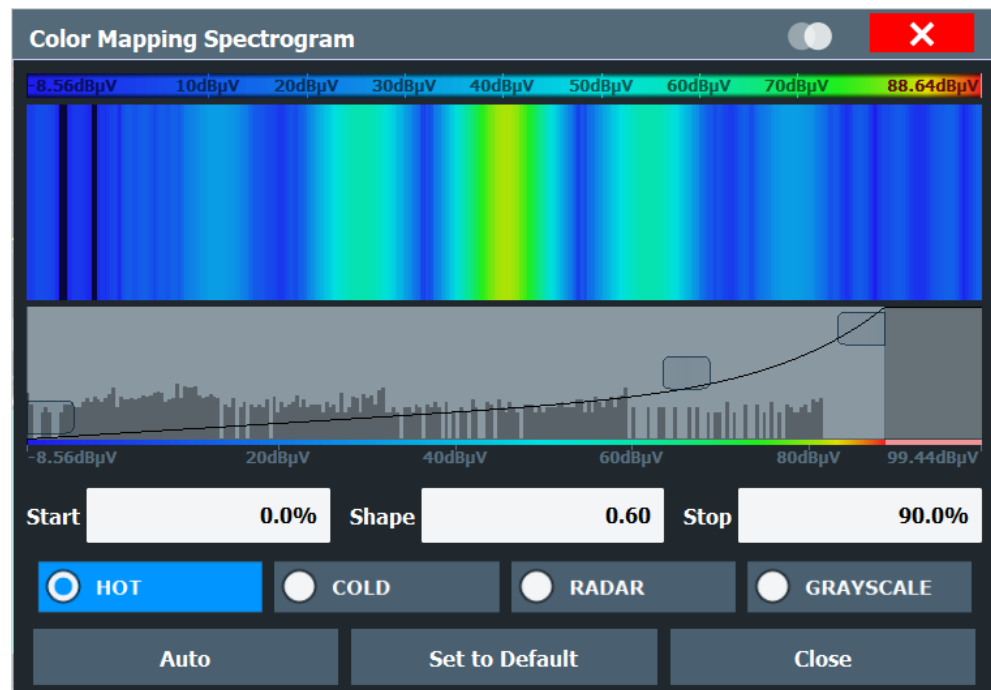 Color Mapping Spectrogram
-8.56dBµV 10dBµV 20dBµV 30dBµV 40dBµV 50dBµV 60dBµV 70dBµV 88.64dBµV
-8.56dBµV 20dBµV 40dBµV 60dBµV 80dBµV 99.44dBµV
Start 0.0% Shape 0.60 Stop 90.0%
HOT COLD RADAR GRAYSCALE
Auto Set to Default Close